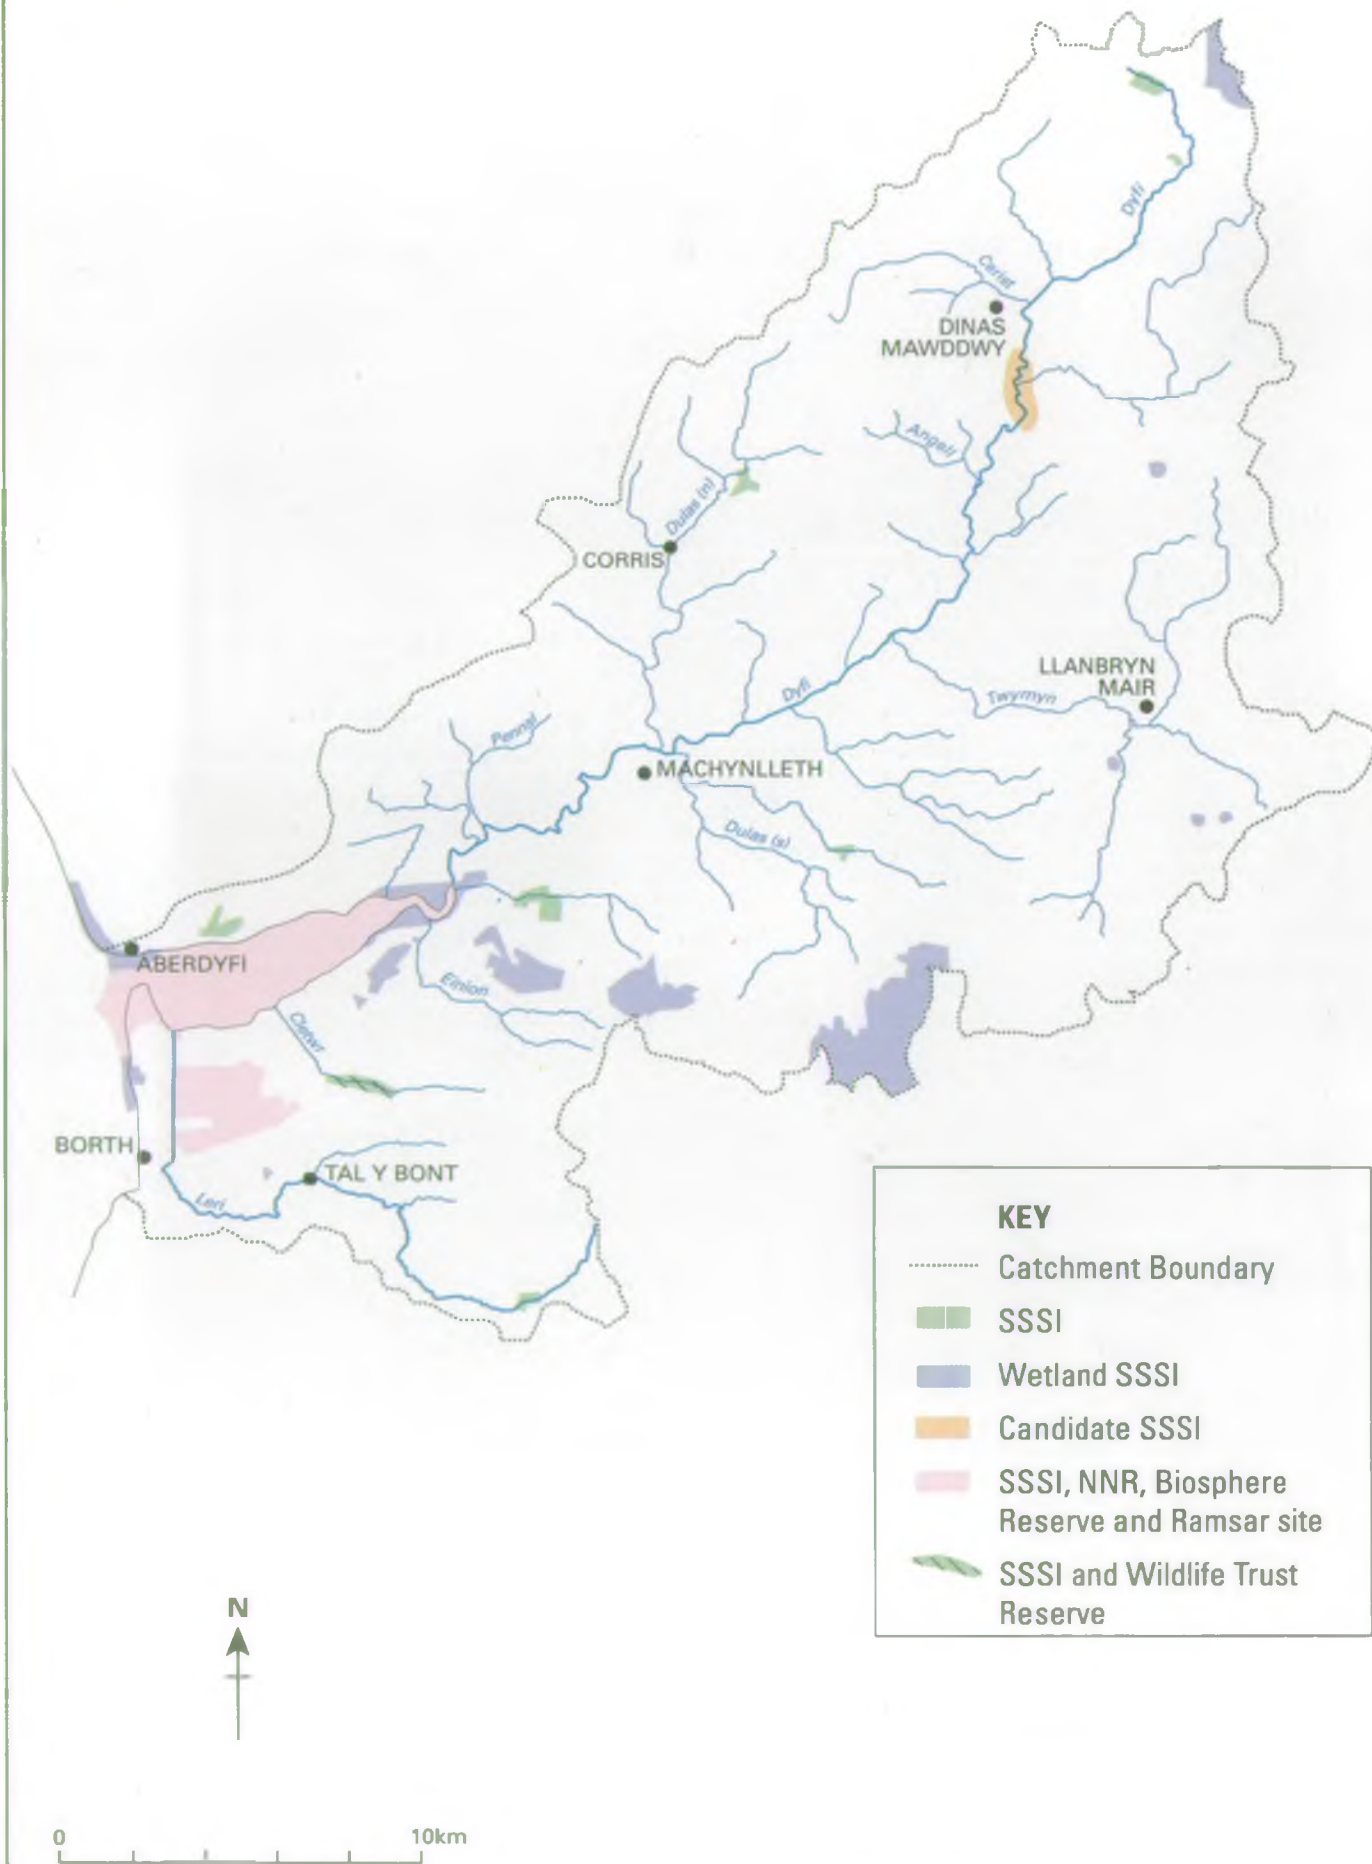 Dyfi
Cerist
DINAS
MAWDDWY
Angell
Dulas (n)
CORRIS
LLANBRYN
MAIR
Twymyn
Dyfi
Pennal
MACHYNLLETH
Dulas (s)
ABERDYFI
Einion
Cletwr
BORTH
TAL Y BONT
Leri
KEY
Catchment Boundary
SSSI
Wetland SSSI
Candidate SSSI
SSSI, NNR, Biosphere
Reserve and Ramsar site
SSSI and Wildlife Trust
Reserve
N
0
10km